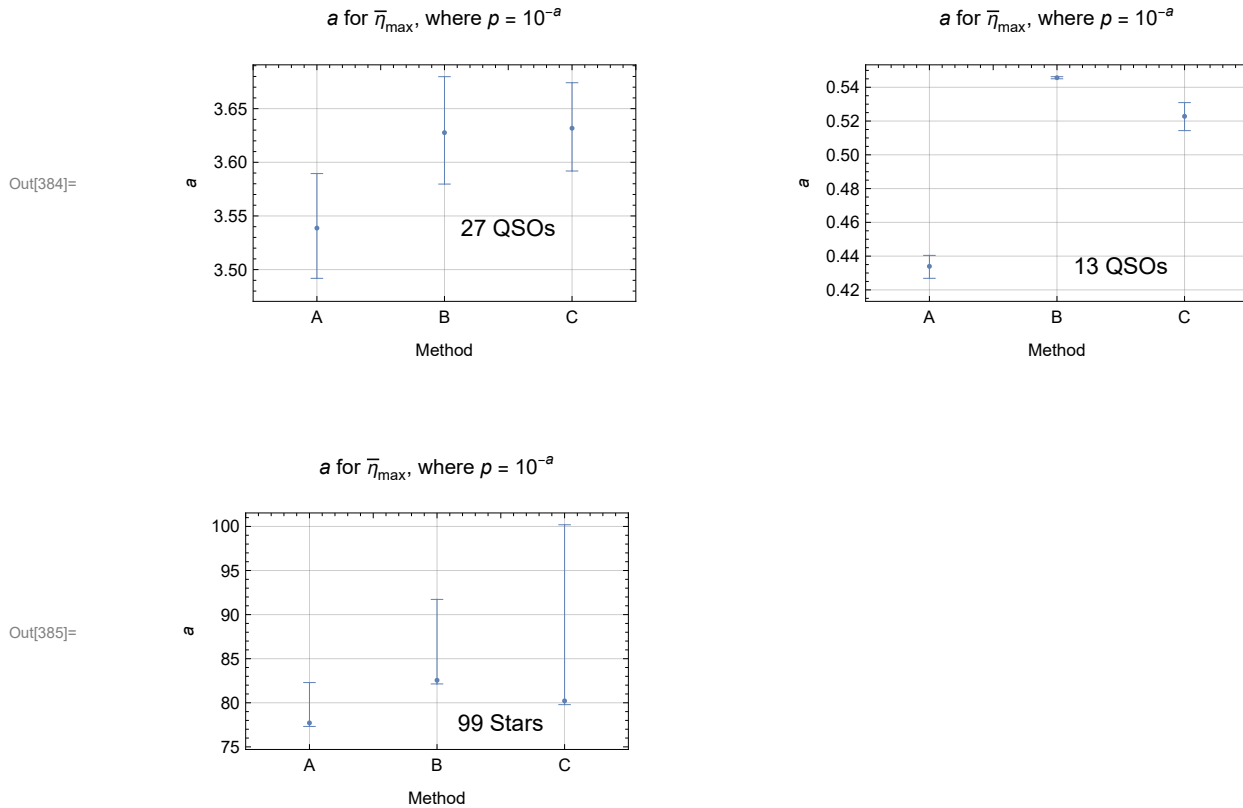 a for η̅max, where p = 10^−a
a for η̅max, where p = 10^−a
Out[384]=
a
3.65
3.60
3.55
3.50
27 QSOs
A B C
Method
a
0.54
0.52
0.50
0.48
0.46
0.44
0.42
13 QSOs
A B C
Method
a for η̅max, where p = 10^−a
Out[385]=
a
100
95
90
85
80
75
99 Stars
A B C
Method